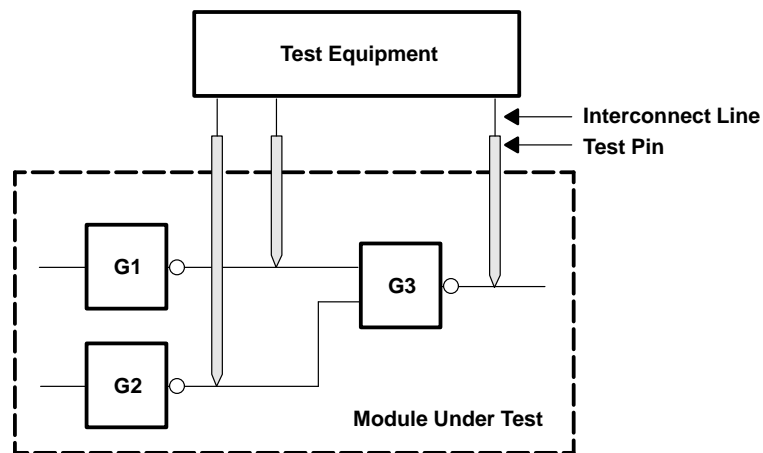 Test Equipment
Interconnect Line
Test Pin
G1
G3
G2
Module Under Test